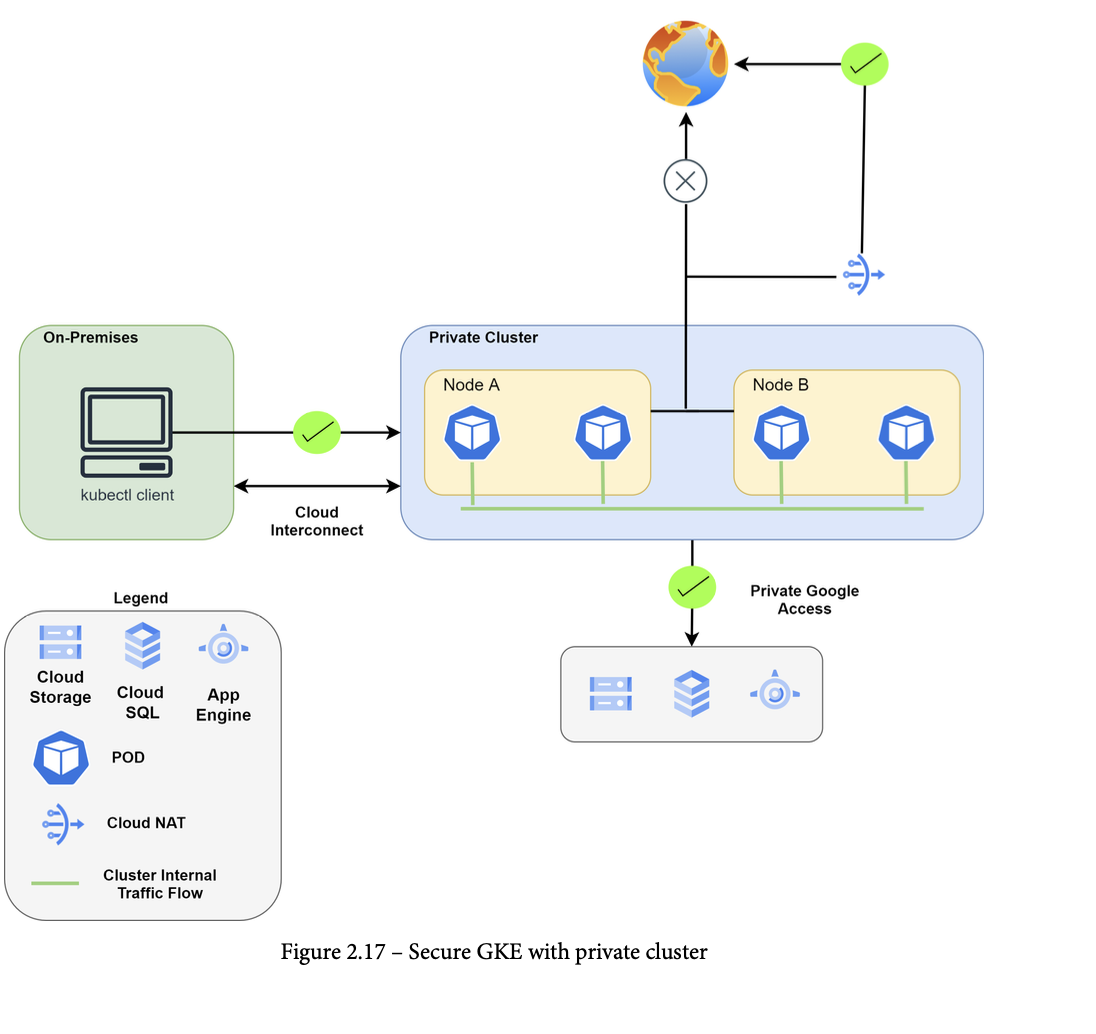 On-Premises
Private Cluster
Node A
Node B
kubectl client
Cloud
Interconnect
Private Google
Access
Legend
Cloud
Storage
Cloud
SQL
App
Engine
POD
Cloud NAT
Cluster Internal
Traffic Flow
Figure 2.17 – Secure GKE with private cluster